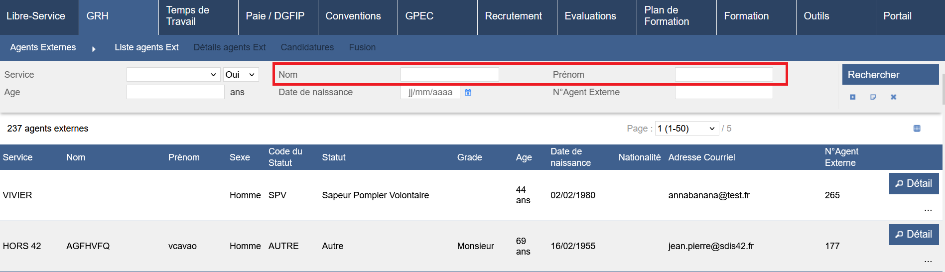 Libre-Service GRH Temps de Travail Paie / DGFIP Conventions GPEC Recrutement Evaluations Plan de Formation Formation Outils Portail
Agents Externes Liste agents Ext Détails agents Ext Candidatures Fusion
Service Oui Nom Prénom Rechercher
Age ans Date de naissance jj/mm/aaaa N°Agent Externe
237 agents externes Page : 1 (1-50) / 5
Service Nom Prénom Sexe Code du Statut Statut Grade Age Date de naissance Nationalité Adresse Courriel N°Agent Externe
VIVIER Homme SPV Sapeur Pompier Volontaire 44 ans 02/02/1980 annabanana@test.fr 265 Détail
...
HORS 42 AGFHVFQ vcavao Homme AUTRE Autre Monsieur 69 ans 16/02/1955 jean.pierre@sdis42.fr 177 Détail
...